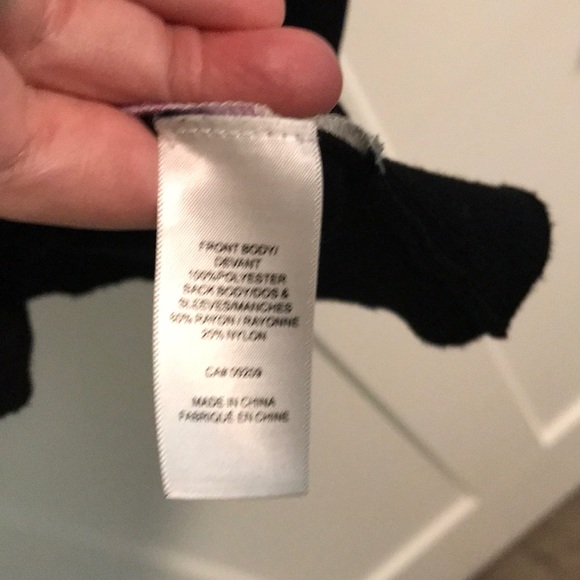 FRONT BODY/
DEVANT
100%POLYESTER
BACK BODY/DOS &
SLEEVES/MANCHES
80% RAYON / RAYONNE
20% NYLON
CA# 09209
MADE IN CHINA
FABRIQUÉ EN CHINE